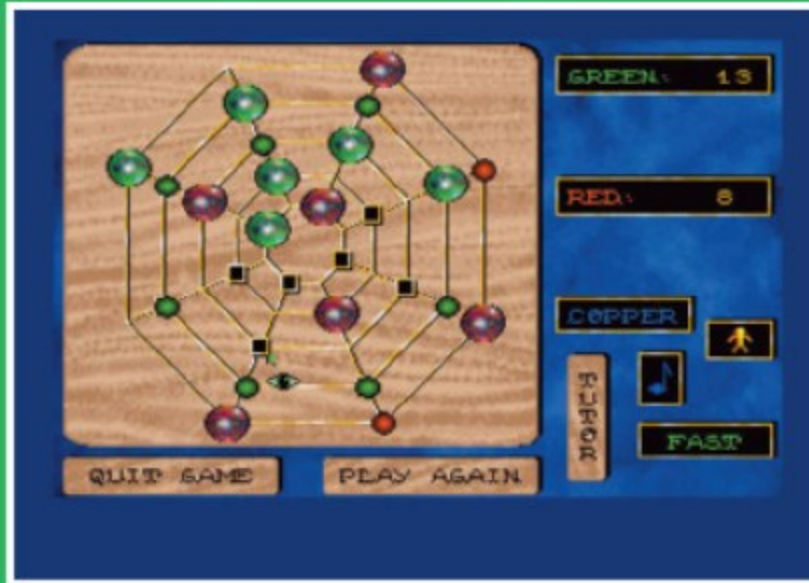 GREEN: 13
RED: 8
COPPER
TUTOR
FAST
QUIT GAME
PLAY AGAIN